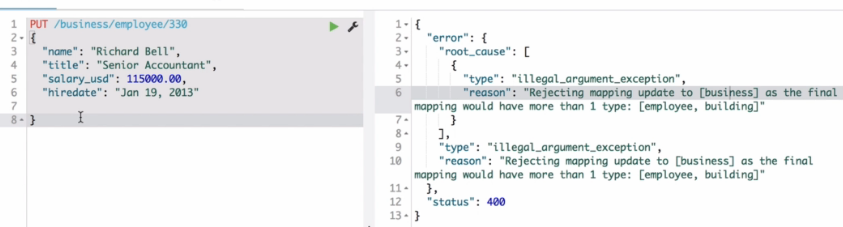 1 PUT /business/employee/330
2 {
3 "name": "Richard Bell",
4 "title": "Senior Accountant",
5 "salary_usd": 115000.00,
6 "hiredate": "Jan 19, 2013"
7
8 }
1 {
2 "error": {
3 "root_cause": [
4 {
5 "type": "illegal_argument_exception",
6 "reason": "Rejecting mapping update to [business] as the final
mapping would have more than 1 type: [employee, building]"
7 }
8 ],
9 "type": "illegal_argument_exception",
10 "reason": "Rejecting mapping update to [business] as the final
mapping would have more than 1 type: [employee, building]"
11 },
12 "status": 400
13 }